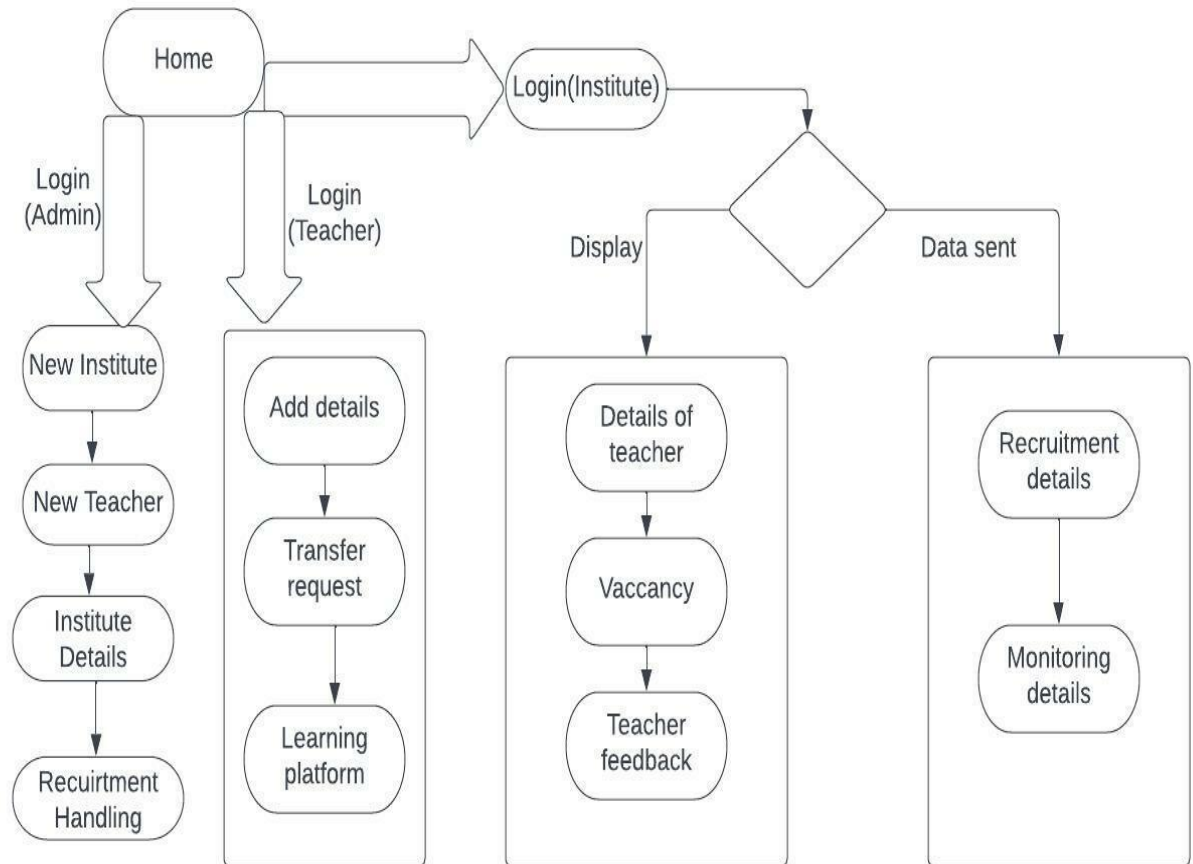 Home
Login(Institute)
Login
(Admin)
Login
(Teacher)
Display
Data sent
New Institute
New Teacher
Institute
Details
Recuirtment
Handling
Add details
Transfer
request
Learning
platform
Details of
teacher
Vaccancy
Teacher
feedback
Recruitment
details
Monitoring
details